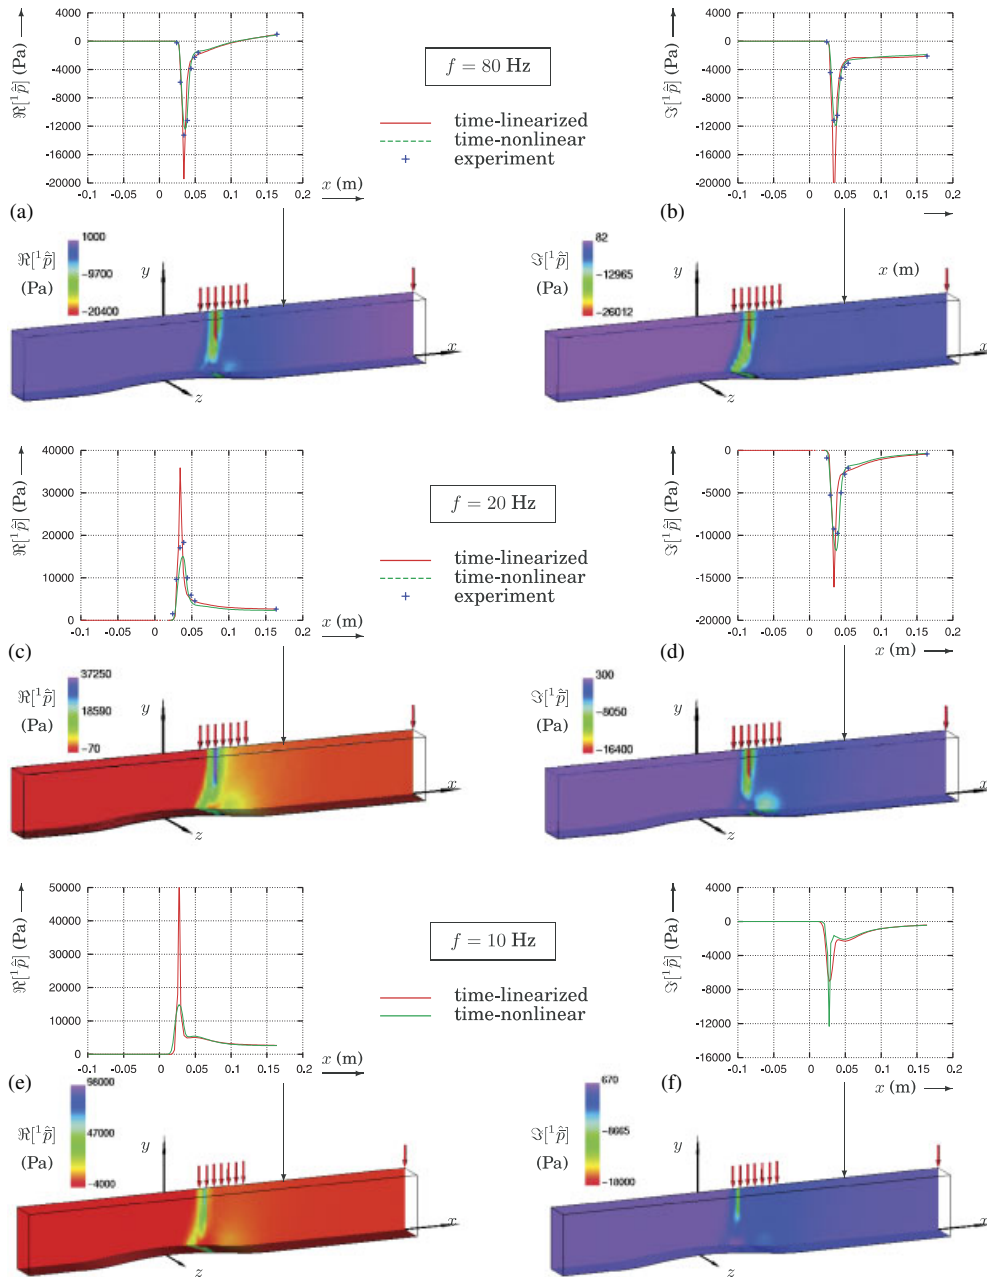 4000
0
-4000
-8000
-12000
-16000
-20000
ℜ[¹p̂̄] (Pa)
-0.1 -0.05 0 0.05 0.1 0.15 0.2
x (m)
(a)
f = 80 Hz
time-linearized
time-nonlinear
experiment
4000
0
-4000
-8000
-12000
-16000
-20000
ℑ[¹p̂̄] (Pa)
-0.1 -0.05 0 0.05 0.1 0.15 0.2
(b)
ℜ[¹p̂̄]
(Pa)
1000
-9700
-20400
y
x
z
ℑ[¹p̂̄]
(Pa)
82
-12965
-26012
x (m)
y
x
z
40000
30000
20000
10000
0
ℜ[¹p̂̄] (Pa)
-0.1 -0.05 0 0.05 0.1 0.15 0.2
x (m)
(c)
f = 20 Hz
time-linearized
time-nonlinear
experiment
0
-5000
-10000
-15000
-20000
ℑ[¹p̂̄] (Pa)
-0.1 -0.05 0 0.05 0.1 0.15 0.2
x (m)
(d)
ℜ[¹p̂̄]
(Pa)
37250
18590
-70
y
x
z
ℑ[¹p̂̄]
(Pa)
300
-8050
-16400
y
x
z
50000
40000
30000
20000
10000
0
ℜ[¹p̂̄] (Pa)
-0.1 -0.05 0 0.05 0.1 0.15 0.2
x (m)
(e)
f = 10 Hz
time-linearized
time-nonlinear
4000
0
-4000
-8000
-12000
-16000
ℑ[¹p̂̄] (Pa)
-0.1 -0.05 0 0.05 0.1 0.15 0.2
x (m)
(f)
ℜ[¹p̂̄]
(Pa)
98000
47000
-4000
y
x
z
ℑ[¹p̂̄]
(Pa)
670
-8665
-18000
y
x
z